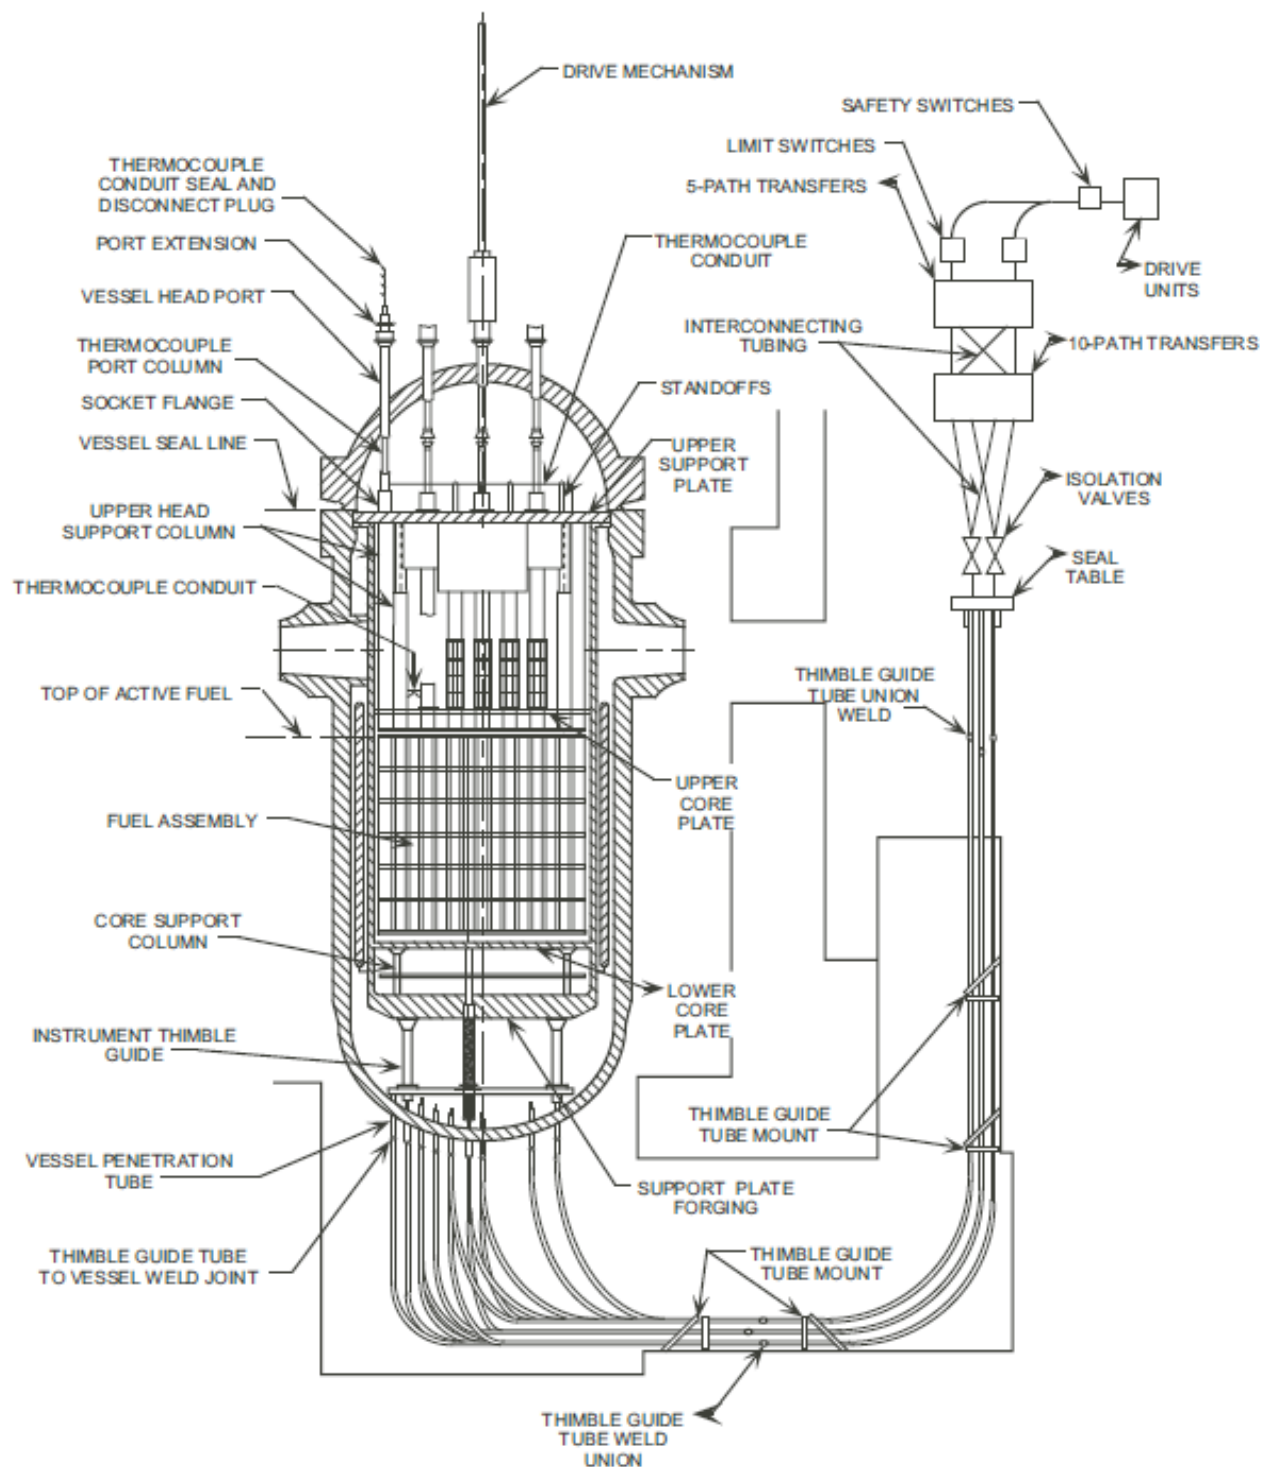 DRIVE MECHANISM
SAFETY SWITCHES
LIMIT SWITCHES
5-PATH TRANSFERS
THERMOCOUPLE
CONDUIT SEAL AND
DISCONNECT PLUG
PORT EXTENSION
THERMOCOUPLE
CONDUIT
DRIVE
UNITS
VESSEL HEAD PORT
INTERCONNECTING
TUBING
10-PATH TRANSFERS
THERMOCOUPLE
PORT COLUMN
STANDOFFS
SOCKET FLANGE
VESSEL SEAL LINE
UPPER
SUPPORT
PLATE
ISOLATION
VALVES
UPPER HEAD
SUPPORT COLUMN
SEAL
TABLE
THERMOCOUPLE CONDUIT
THIMBLE GUIDE
TUBE UNION
WELD
TOP OF ACTIVE FUEL
UPPER
CORE
PLATE
FUEL ASSEMBLY
CORE SUPPORT
COLUMN
LOWER
CORE
PLATE
INSTRUMENT THIMBLE
GUIDE
THIMBLE GUIDE
TUBE MOUNT
VESSEL PENETRATION
TUBE
SUPPORT PLATE
FORGING
THIMBLE GUIDE TUBE
TO VESSEL WELD JOINT
THIMBLE GUIDE
TUBE MOUNT
THIMBLE GUIDE
TUBE WELD
UNION